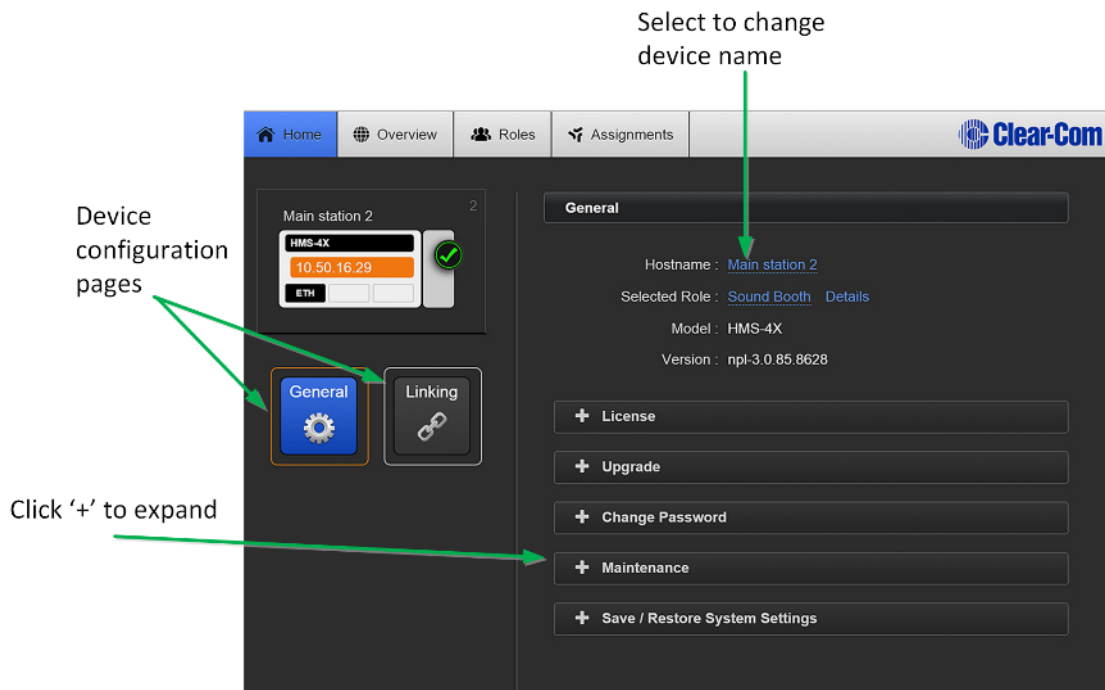 Select to change
device name
Home
Overview
Roles
Assignments
Clear-Com
Device
configuration
pages
Main station 2
2
HMS-4X
10.50.16.29
ETH
General
Linking
Click '+' to expand
General
Hostname : Main station 2
Selected Role : Sound Booth Details
Model : HMS-4X
Version : npl-3.0.85.8628
+ License
+ Upgrade
+ Change Password
+ Maintenance
+ Save / Restore System Settings